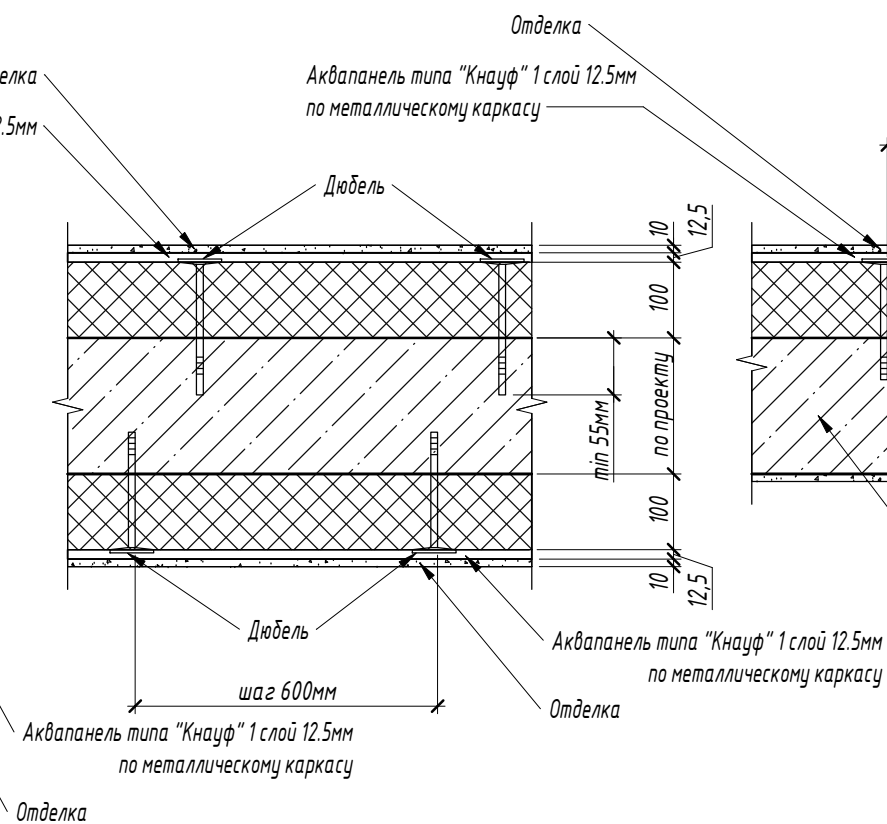 Отделка
Аквапанель типа "Кнауф" 1 слой 12.5мм
по металлическому каркасу
Дюбель
10
12,5
100
min 55мм
по проекту
100
10
12,5
Дюбель
Аквапанель типа "Кнауф" 1 слой 12.5мм
по металлическому каркасу
шаг 600мм
Отделка
Аквапанель типа "Кнауф" 1 слой 12.5мм
по металлическому каркасу
Отделка